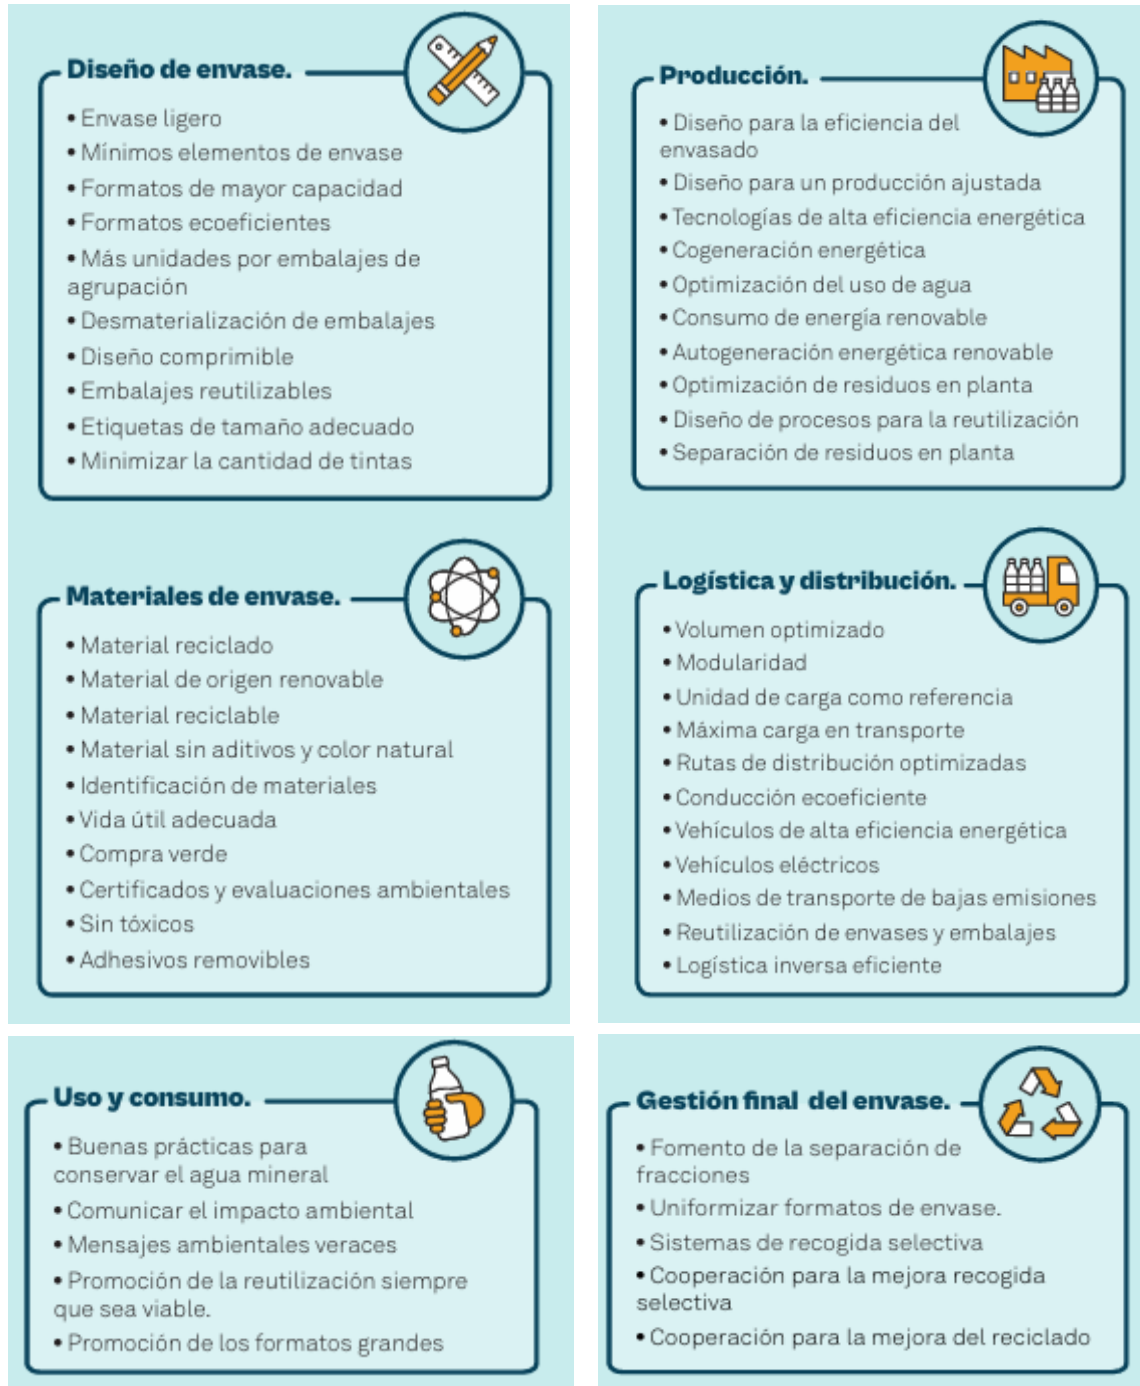 Diseño de envase.
• Envase ligero
• Mínimos elementos de envase
• Formatos de mayor capacidad
• Formatos ecoeficientes
• Más unidades por embalajes de
agrupación
• Desmaterialización de embalajes
• Diseño comprimible
• Embalajes reutilizables
• Etiquetas de tamaño adecuado
• Minimizar la cantidad de tintas
Producción.
• Diseño para la eficiencia del
envasado
• Diseño para un producción ajustada
• Tecnologías de alta eficiencia energética
• Cogeneración energética
• Optimización del uso de agua
• Consumo de energía renovable
• Autogeneración energética renovable
• Optimización de residuos en planta
• Diseño de procesos para la reutilización
• Separación de residuos en planta
Materiales de envase.
• Material reciclado
• Material de origen renovable
• Material reciclable
• Material sin aditivos y color natural
• Identificación de materiales
• Vida útil adecuada
• Compra verde
• Certificados y evaluaciones ambientales
• Sin tóxicos
• Adhesivos removibles
Logística y distribución.
• Volumen optimizado
• Modularidad
• Unidad de carga como referencia
• Máxima carga en transporte
• Rutas de distribución optimizadas
• Conducción ecoeficiente
• Vehículos de alta eficiencia energética
• Vehículos eléctricos
• Medios de transporte de bajas emisiones
• Reutilización de envases y embalajes
• Logística inversa eficiente
Uso y consumo.
• Buenas prácticas para
conservar el agua mineral
• Comunicar el impacto ambiental
• Mensajes ambientales veraces
• Promoción de la reutilización siempre
que sea viable.
• Promoción de los formatos grandes
Gestión final del envase.
• Fomento de la separación de
fracciones
• Uniformizar formatos de envase.
• Sistemas de recogida selectiva
• Cooperación para la mejora recogida
selectiva
• Cooperación para la mejora del reciclado